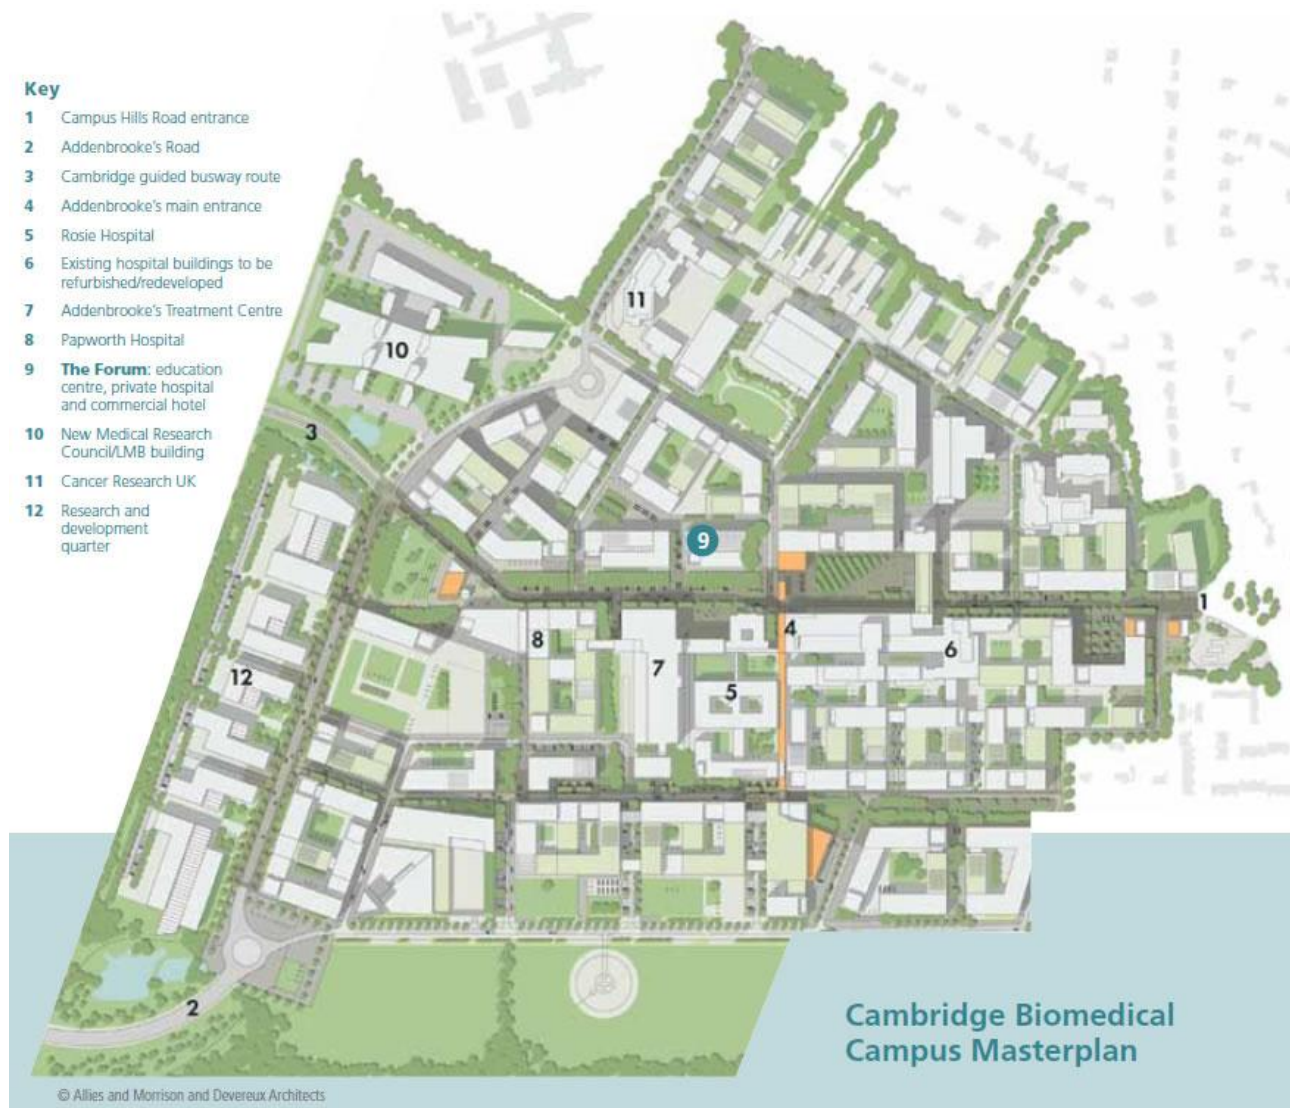 Key
1 Campus Hills Road entrance
2 Addenbrooke's Road
3 Cambridge guided busway route
4 Addenbrooke's main entrance
5 Rosie Hospital
6 Existing hospital buildings to be
refurbished/redeveloped
7 Addenbrooke's Treatment Centre
8 Papworth Hospital
9 The Forum: education
centre, private hospital
and commercial hotel
10 New Medical Research
Council/LMB building
11 Cancer Research UK
12 Research and
development
quarter
11
10
3
9
1
4
8
6
7
12
5
2
Cambridge Biomedical
Campus Masterplan
© Allies and Morrison and Devereux Architects